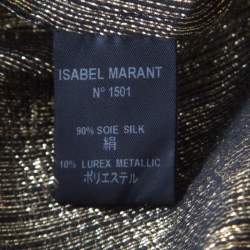 ISABEL MARANT
N° 1501
90% SOIE SILK
絹
10% LUREX METALLIC
ポリエステル